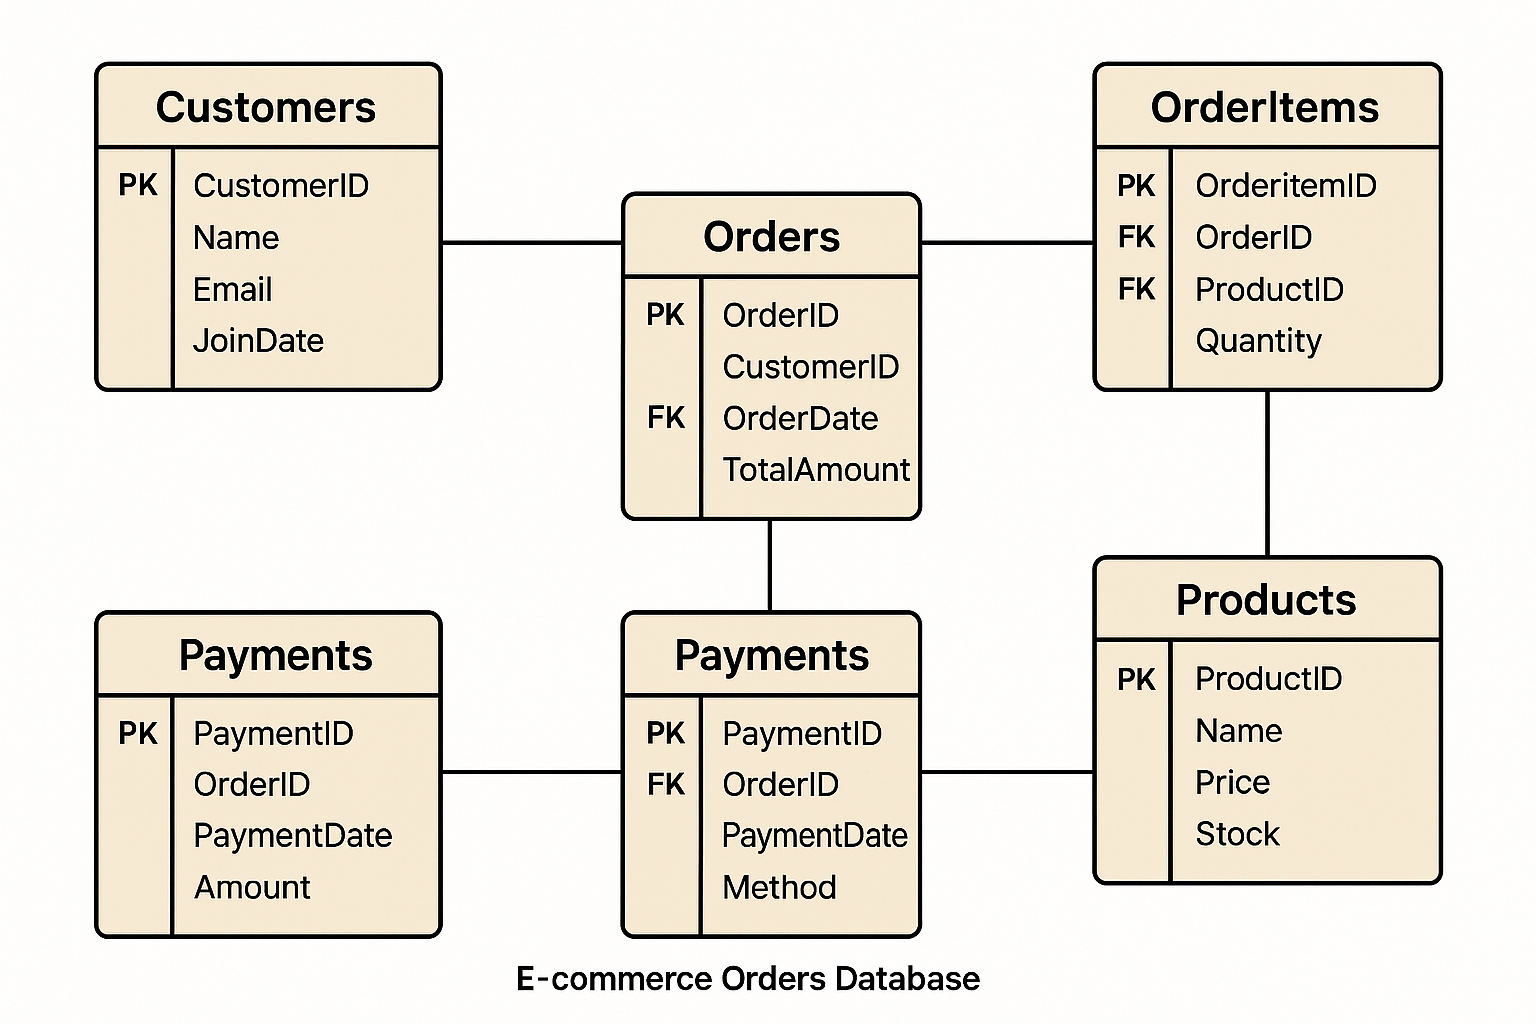 Customers
PK CustomerID
Name
Email
JoinDate
Orders
PK OrderID
CustomerID
FK OrderDate
TotalAmount
OrderItems
PK OrderitemID
FK OrderID
FK ProductID
Quantity
Payments
PK PaymentID
OrderID
PaymentDate
Amount
Payments
PK PaymentID
FK OrderID
PaymentDate
Method
Products
PK ProductID
Name
Price
Stock
E-commerce Orders Database